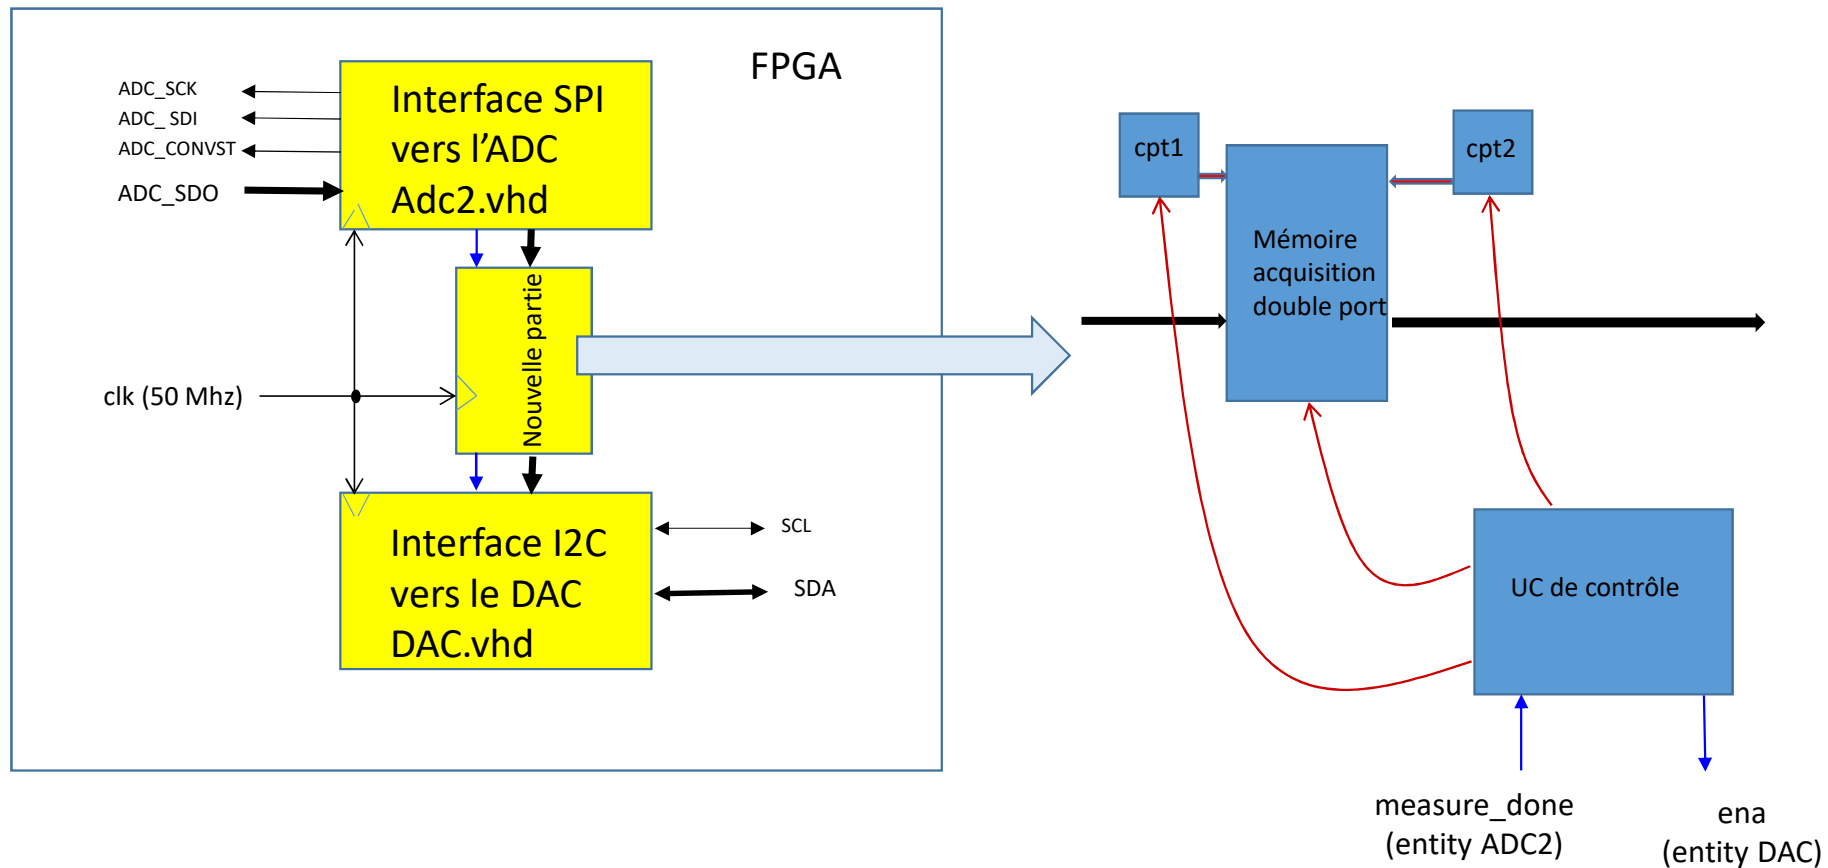 FPGA
ADC_SCK
ADC_ SDI
ADC_CONVST
ADC_SDO
Interface SPI
vers l'ADC
Adc2.vhd
Nouvelle partie
clk (50 Mhz)
Interface I2C
vers le DAC
DAC.vhd
SCL
SDA
cpt1
cpt2
Mémoire
acquisition
double port
UC de contrôle
measure_done
(entity ADC2)
ena
(entity DAC)